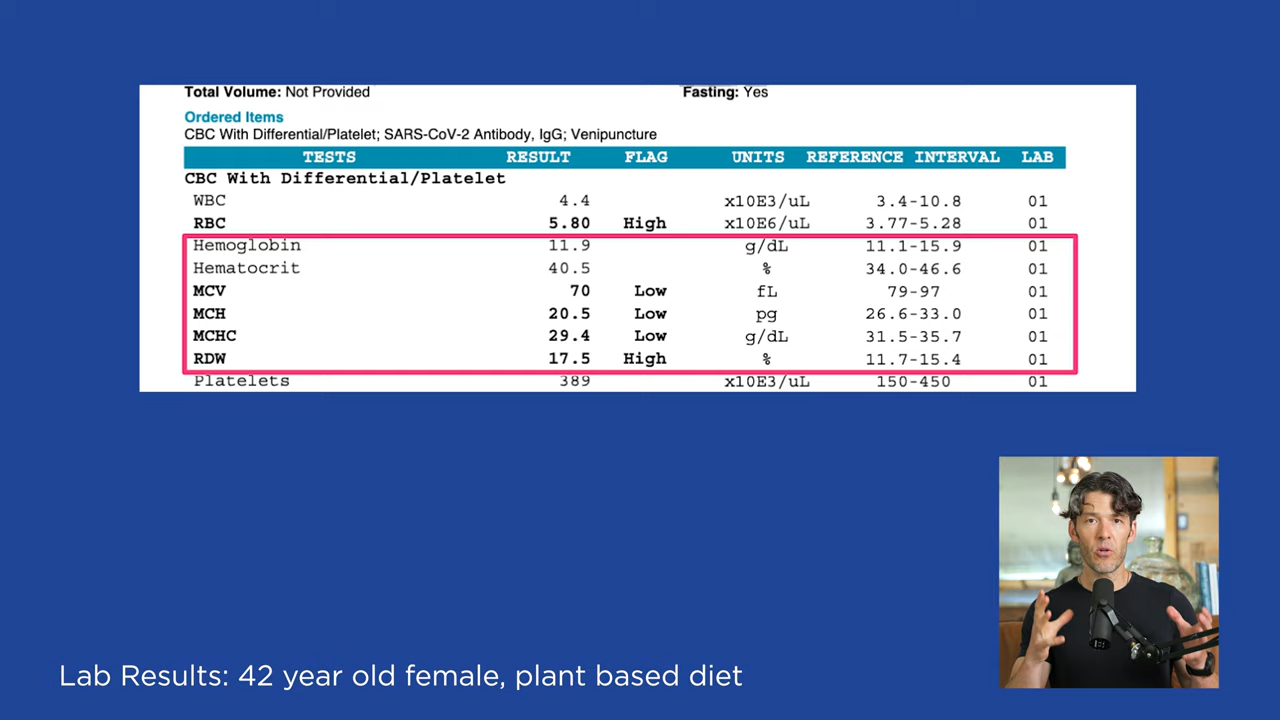 Total Volume: Not Provided Fasting: Yes
Ordered Items
CBC With Differential/Platelet; SARS-CoV-2 Antibody, IgG; Venipuncture
TESTS RESULT FLAG UNITS REFERENCE INTERVAL LAB
CBC With Differential/Platelet
WBC 4.4 x10E3/uL 3.4-10.8 01
RBC 5.80 High x10E6/uL 3.77-5.28 01
Hemoglobin 11.9 g/dL 11.1-15.9 01
Hematocrit 40.5 % 34.0-46.6 01
MCV 70 Low fL 79-97 01
MCH 20.5 Low pg 26.6-33.0 01
MCHC 29.4 Low g/dL 31.5-35.7 01
RDW 17.5 High % 11.7-15.4 01
Platelets 389 x10E3/uL 150-450 01
Lab Results: 42 year old female, plant based diet